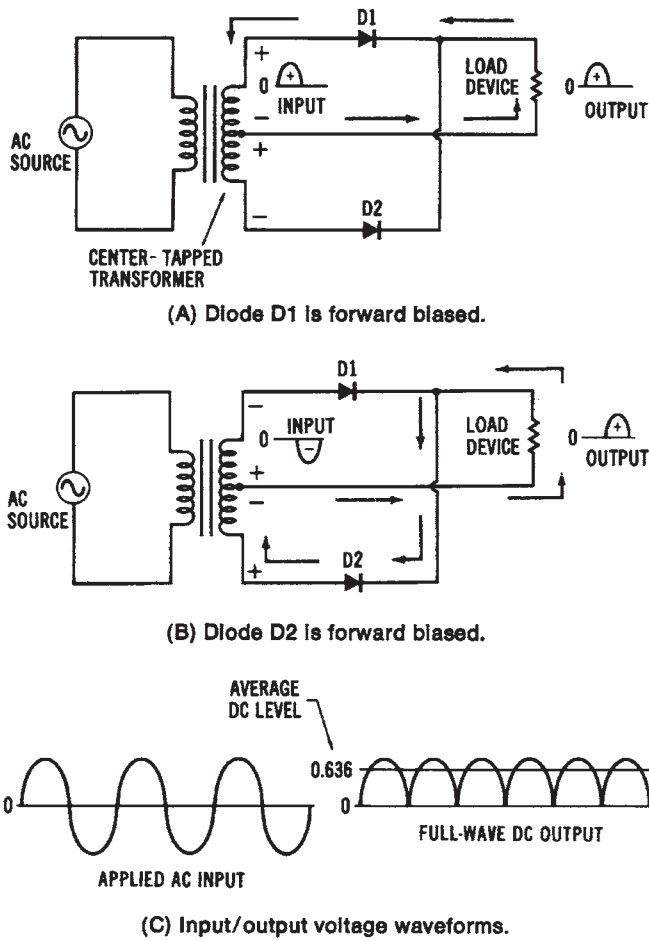 D1
+
LOAD
DEVICE
0 +
INPUT
0 +
OUTPUT
−
+
AC
SOURCE
D2
−
CENTER-TAPPED
TRANSFORMER
(A) Diode D1 is forward biased.
D1
−
INPUT
0 −
LOAD
DEVICE
0 +
OUTPUT
+
−
AC
SOURCE
D2
+
(B) Diode D2 is forward biased.
AVERAGE
DC LEVEL
0.636
0
0
FULL-WAVE DC OUTPUT
APPLIED AC INPUT
(C) Input/output voltage waveforms.